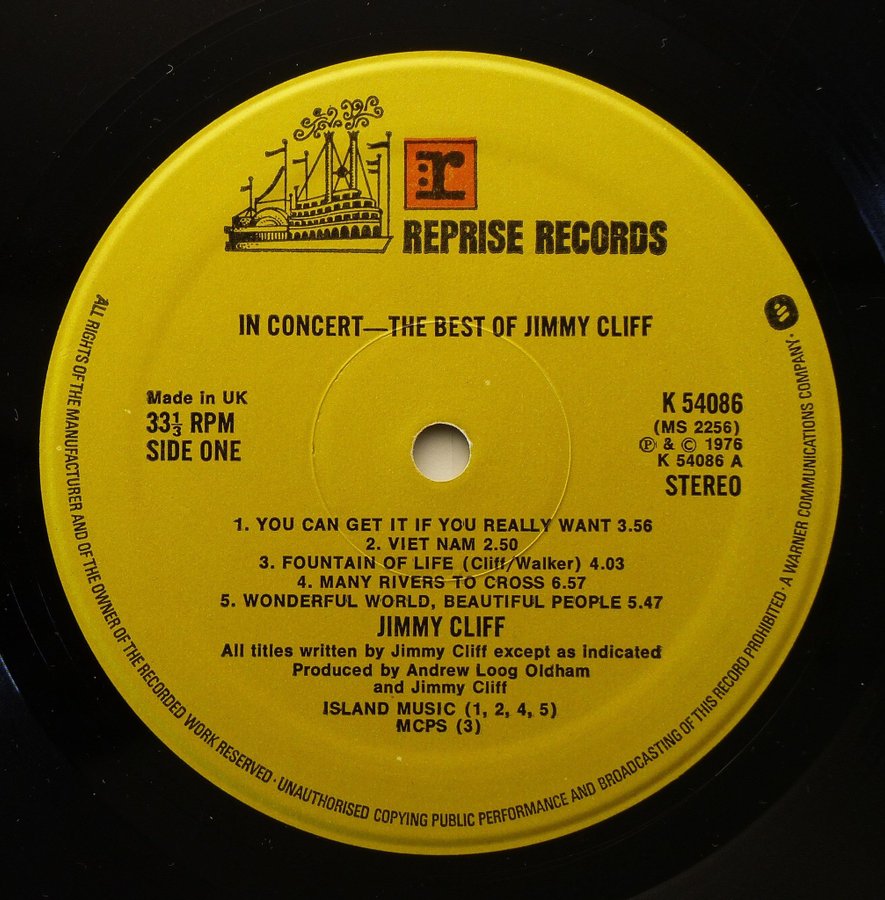 r
REPRISE RECORDS
IN CONCERT—THE BEST OF JIMMY CLIFF
Made in UK
33⅓ RPM
SIDE ONE
K 54086
(MS 2256)
℗ & © 1976
K 54086 A
STEREO
1. YOU CAN GET IT IF YOU REALLY WANT 3.56
2. VIET NAM 2.50
3. FOUNTAIN OF LIFE (Cliff/Walker) 4.03
4. MANY RIVERS TO CROSS 6.57
5. WONDERFUL WORLD, BEAUTIFUL PEOPLE 5.47
JIMMY CLIFF
All titles written by Jimmy Cliff except as indicated
Produced by Andrew Loog Oldham
and Jimmy Cliff
ISLAND MUSIC (1, 2, 4, 5)
MCPS (3)
ALL RIGHTS OF THE MANUFACTURER AND OF THE OWNER OF THE RECORDED WORK RESERVED · UNAUTHORISED COPYING PUBLIC PERFORMANCE AND BROADCASTING OF THIS RECORD PROHIBITED · A WARNER COMMUNICATIONS COMPANY ·